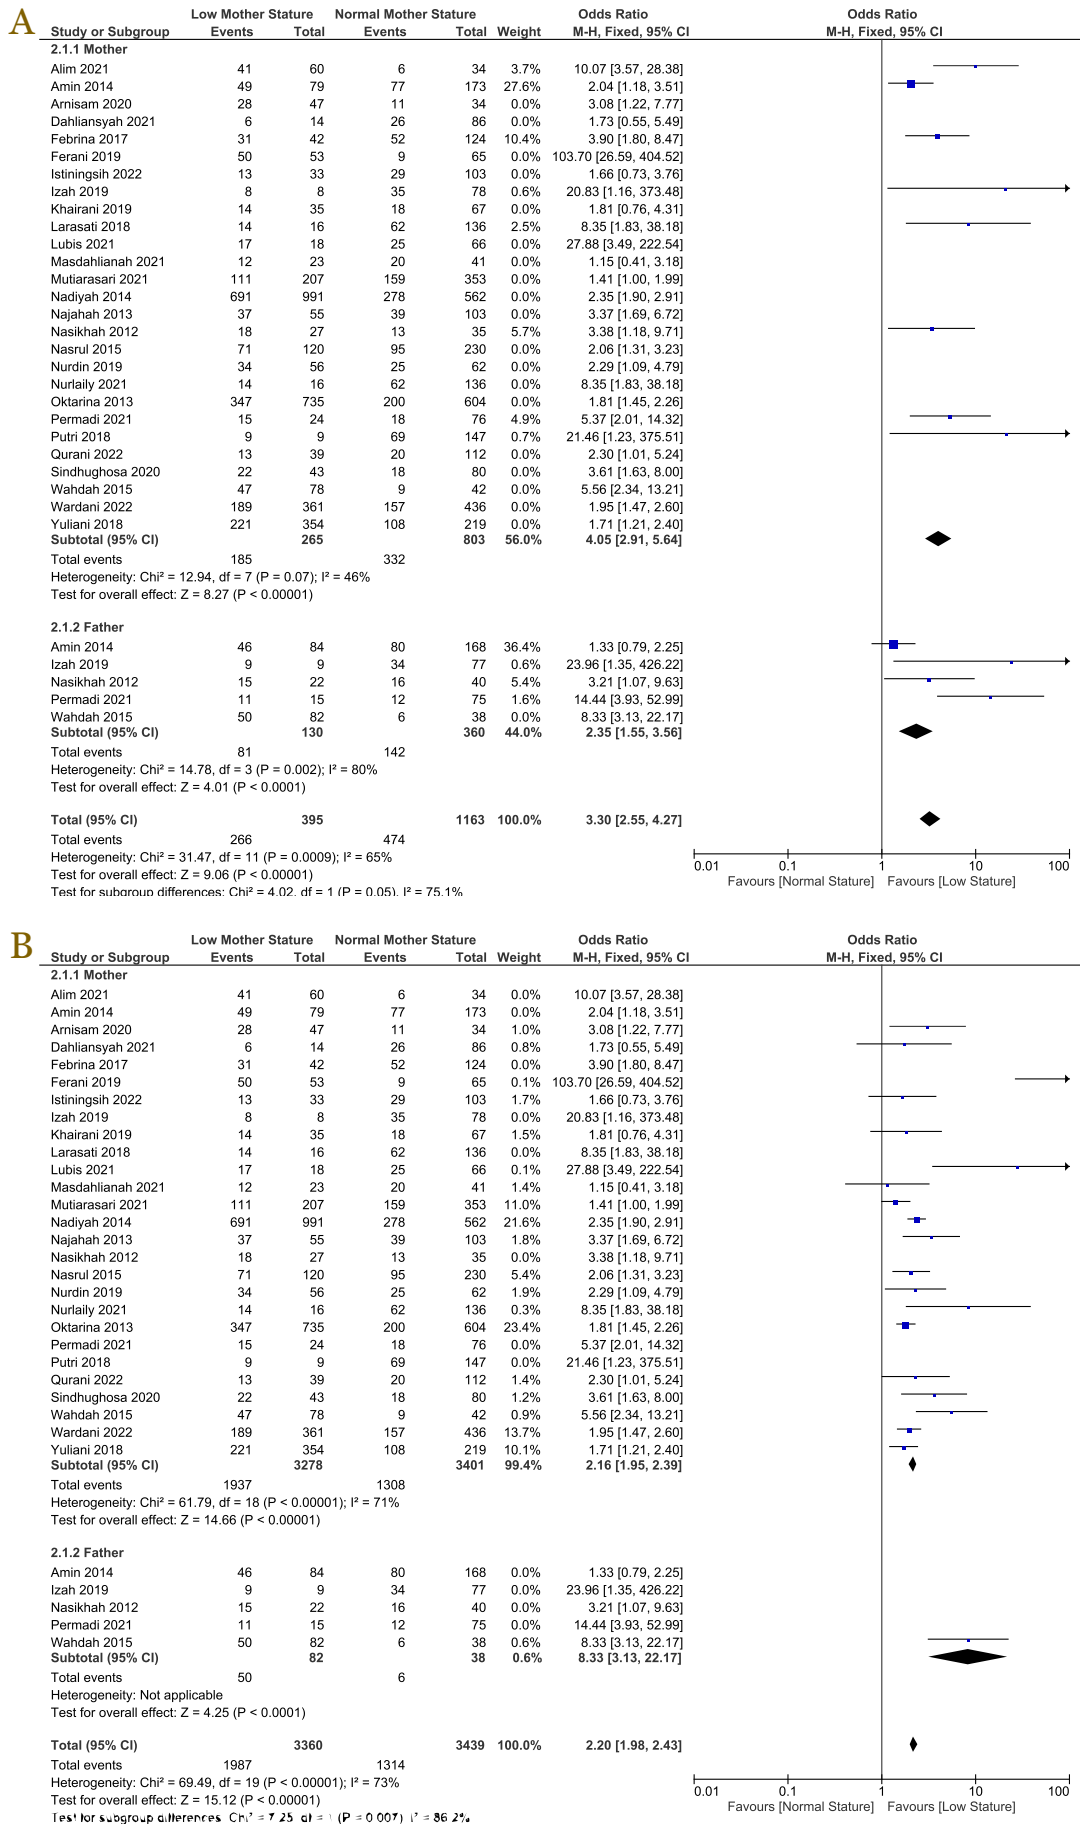 A
Low Mother Stature Normal Mother Stature Odds Ratio Odds Ratio
Study or Subgroup Events Total Events Total Weight M-H, Fixed, 95% CI M-H, Fixed, 95% CI
2.1.1 Mother
Alim 2021 41 60 6 34 3.7% 10.07 [3.57, 28.38]
Amin 2014 49 79 77 173 27.6% 2.04 [1.18, 3.51]
Arnisam 2020 28 47 11 34 0.0% 3.08 [1.22, 7.77]
Dahliansyah 2021 6 14 26 86 0.0% 1.73 [0.55, 5.49]
Febrina 2017 31 42 52 124 10.4% 3.90 [1.80, 8.47]
Ferani 2019 50 53 9 65 0.0% 103.70 [26.59, 404.52]
Istiningsih 2022 13 33 29 103 0.0% 1.66 [0.73, 3.76]
Izah 2019 8 8 35 78 0.6% 20.83 [1.16, 373.48]
Khairani 2019 14 35 18 67 0.0% 1.81 [0.76, 4.31]
Larasati 2018 14 16 62 136 2.5% 8.35 [1.83, 38.18]
Lubis 2021 17 18 25 66 0.0% 27.88 [3.49, 222.54]
Masdahlianah 2021 12 23 20 41 0.0% 1.15 [0.41, 3.18]
Mutiarasari 2021 111 207 159 353 0.0% 1.41 [1.00, 1.99]
Nadiyah 2014 691 991 278 562 0.0% 2.35 [1.90, 2.91]
Najahah 2013 37 55 39 103 0.0% 3.37 [1.69, 6.72]
Nasikhah 2012 18 27 13 35 5.7% 3.38 [1.18, 9.71]
Nasrul 2015 71 120 95 230 0.0% 2.06 [1.31, 3.23]
Nurdin 2019 34 56 25 62 0.0% 2.29 [1.09, 4.79]
Nurlaily 2021 14 16 62 136 0.0% 8.35 [1.83, 38.18]
Oktarina 2013 347 735 200 604 0.0% 1.81 [1.45, 2.26]
Permadi 2021 15 24 18 76 4.9% 5.37 [2.01, 14.32]
Putri 2018 9 9 69 147 0.7% 21.46 [1.23, 375.51]
Qurani 2022 13 39 20 112 0.0% 2.30 [1.01, 5.24]
Sindhughosa 2020 22 43 18 80 0.0% 3.61 [1.63, 8.00]
Wahdah 2015 47 78 9 42 0.0% 5.56 [2.34, 13.21]
Wardani 2022 189 361 157 436 0.0% 1.95 [1.47, 2.60]
Yuliani 2018 221 354 108 219 0.0% 1.71 [1.21, 2.40]
Subtotal (95% CI) 265 803 56.0% 4.05 [2.91, 5.64]
Total events 185 332
Heterogeneity: Chi² = 12.94, df = 7 (P = 0.07); I² = 46%
Test for overall effect: Z = 8.27 (P < 0.00001)
2.1.2 Father
Amin 2014 46 84 80 168 36.4% 1.33 [0.79, 2.25]
Izah 2019 9 9 34 77 0.6% 23.96 [1.35, 426.22]
Nasikhah 2012 15 22 16 40 5.4% 3.21 [1.07, 9.63]
Permadi 2021 11 15 12 75 1.6% 14.44 [3.93, 52.99]
Wahdah 2015 50 82 6 38 0.0% 8.33 [3.13, 22.17]
Subtotal (95% CI) 130 360 44.0% 2.35 [1.55, 3.56]
Total events 81 142
Heterogeneity: Chi² = 14.78, df = 3 (P = 0.002); I² = 80%
Test for overall effect: Z = 4.01 (P < 0.0001)
Total (95% CI) 395 1163 100.0% 3.30 [2.55, 4.27]
Total events 266 474
Heterogeneity: Chi² = 31.47, df = 11 (P = 0.0009); I² = 65%
Test for overall effect: Z = 9.06 (P < 0.00001)
Test for subgroup differences: Chi² = 4.02, df = 1 (P = 0.05), I² = 75.1%
0.01 0.1 1 10 100
Favours [Normal Stature] Favours [Low Stature]
B
Low Mother Stature Normal Mother Stature Odds Ratio Odds Ratio
Study or Subgroup Events Total Events Total Weight M-H, Fixed, 95% CI M-H, Fixed, 95% CI
2.1.1 Mother
Alim 2021 41 60 6 34 0.0% 10.07 [3.57, 28.38]
Amin 2014 49 79 77 173 0.0% 2.04 [1.18, 3.51]
Arnisam 2020 28 47 11 34 1.0% 3.08 [1.22, 7.77]
Dahliansyah 2021 6 14 26 86 0.8% 1.73 [0.55, 5.49]
Febrina 2017 31 42 52 124 0.0% 3.90 [1.80, 8.47]
Ferani 2019 50 53 9 65 0.1% 103.70 [26.59, 404.52]
Istiningsih 2022 13 33 29 103 1.7% 1.66 [0.73, 3.76]
Izah 2019 8 8 35 78 0.0% 20.83 [1.16, 373.48]
Khairani 2019 14 35 18 67 1.5% 1.81 [0.76, 4.31]
Larasati 2018 14 16 62 136 0.0% 8.35 [1.83, 38.18]
Lubis 2021 17 18 25 66 0.1% 27.88 [3.49, 222.54]
Masdahlianah 2021 12 23 20 41 1.4% 1.15 [0.41, 3.18]
Mutiarasari 2021 111 207 159 353 11.0% 1.41 [1.00, 1.99]
Nadiyah 2014 691 991 278 562 21.6% 2.35 [1.90, 2.91]
Najahah 2013 37 55 39 103 1.8% 3.37 [1.69, 6.72]
Nasikhah 2012 18 27 13 35 0.0% 3.38 [1.18, 9.71]
Nasrul 2015 71 120 95 230 5.4% 2.06 [1.31, 3.23]
Nurdin 2019 34 56 25 62 1.9% 2.29 [1.09, 4.79]
Nurlaily 2021 14 16 62 136 0.3% 8.35 [1.83, 38.18]
Oktarina 2013 347 735 200 604 23.4% 1.81 [1.45, 2.26]
Permadi 2021 15 24 18 76 0.0% 5.37 [2.01, 14.32]
Putri 2018 9 9 69 147 0.0% 21.46 [1.23, 375.51]
Qurani 2022 13 39 20 112 1.4% 2.30 [1.01, 5.24]
Sindhughosa 2020 22 43 18 80 1.2% 3.61 [1.63, 8.00]
Wahdah 2015 47 78 9 42 0.9% 5.56 [2.34, 13.21]
Wardani 2022 189 361 157 436 13.7% 1.95 [1.47, 2.60]
Yuliani 2018 221 354 108 219 10.1% 1.71 [1.21, 2.40]
Subtotal (95% CI) 3278 3401 99.4% 2.16 [1.95, 2.39]
Total events 1937 1308
Heterogeneity: Chi² = 61.79, df = 18 (P < 0.00001); I² = 71%
Test for overall effect: Z = 14.66 (P < 0.00001)
2.1.2 Father
Amin 2014 46 84 80 168 0.0% 1.33 [0.79, 2.25]
Izah 2019 9 9 34 77 0.0% 23.96 [1.35, 426.22]
Nasikhah 2012 15 22 16 40 0.0% 3.21 [1.07, 9.63]
Permadi 2021 11 15 12 75 0.0% 14.44 [3.93, 52.99]
Wahdah 2015 50 82 6 38 0.6% 8.33 [3.13, 22.17]
Subtotal (95% CI) 82 38 0.6% 8.33 [3.13, 22.17]
Total events 50 6
Heterogeneity: Not applicable
Test for overall effect: Z = 4.25 (P < 0.0001)
Total (95% CI) 3360 3439 100.0% 2.20 [1.98, 2.43]
Total events 1987 1314
Heterogeneity: Chi² = 69.49, df = 19 (P < 0.00001); I² = 73%
Test for overall effect: Z = 15.12 (P < 0.00001)
Test for subgroup differences: Chi² = 7.25, df = 1 (P = 0.007), I² = 86.2%
0.01 0.1 1 10 100
Favours [Normal Stature] Favours [Low Stature]